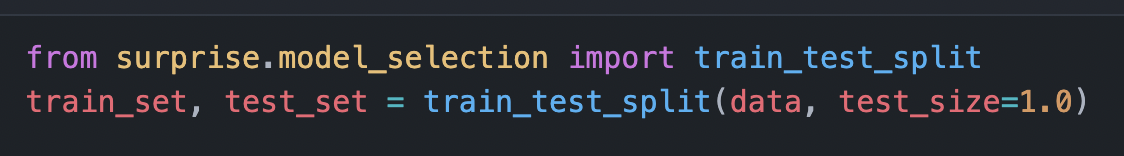 from surprise.model_selection import train_test_split
train_set, test_set = train_test_split(data, test_size=1.0)